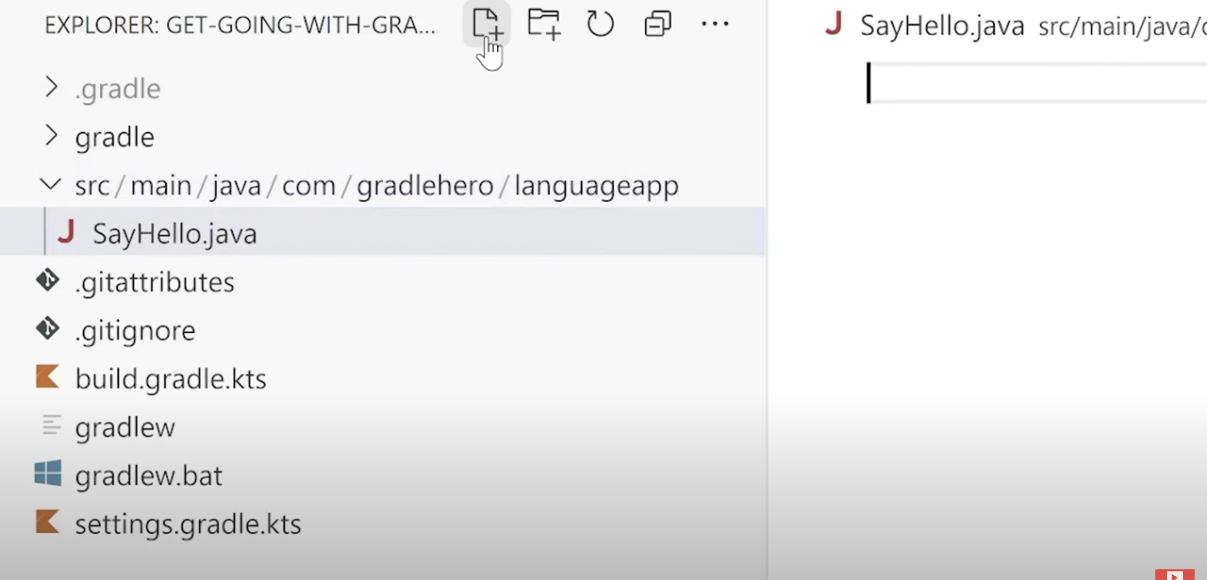 EXPLORER: GET-GOING-WITH-GRA...
SayHello.java src/main/java/
.gradle
gradle
src/main/java/com/gradlehero/languageapp
SayHello.java
.gitattributes
.gitignore
build.gradle.kts
gradlew
gradlew.bat
settings.gradle.kts